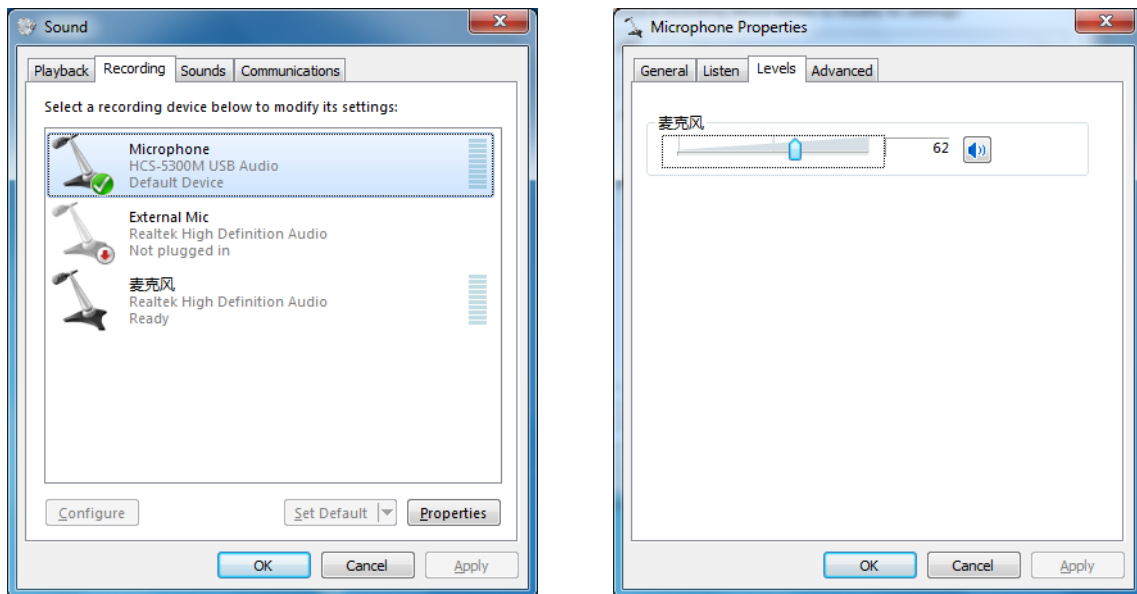 Sound
Playback Recording Sounds Communications
Select a recording device below to modify its settings:
Microphone
HCS-5300M USB Audio
Default Device
External Mic
Realtek High Definition Audio
Not plugged in
麦克风
Realtek High Definition Audio
Ready
Configure Set Default Properties
OK Cancel Apply
Microphone Properties
General Listen Levels Advanced
麦克风
62
OK Cancel Apply